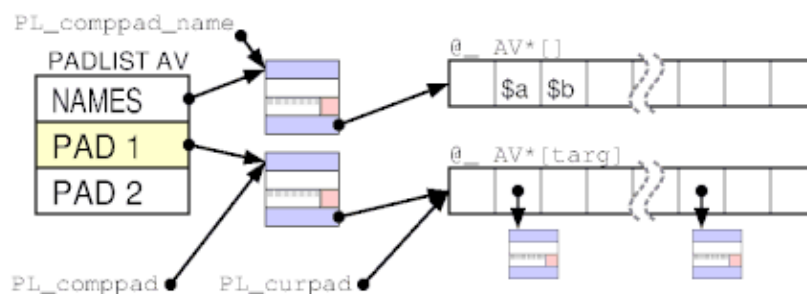 PL_comppad_name
PADLIST AV
NAMES
PAD 1
PAD 2
@_ AV*[]
$a $b
@_ AV*[targ]
PL_comppad
PL_curpad